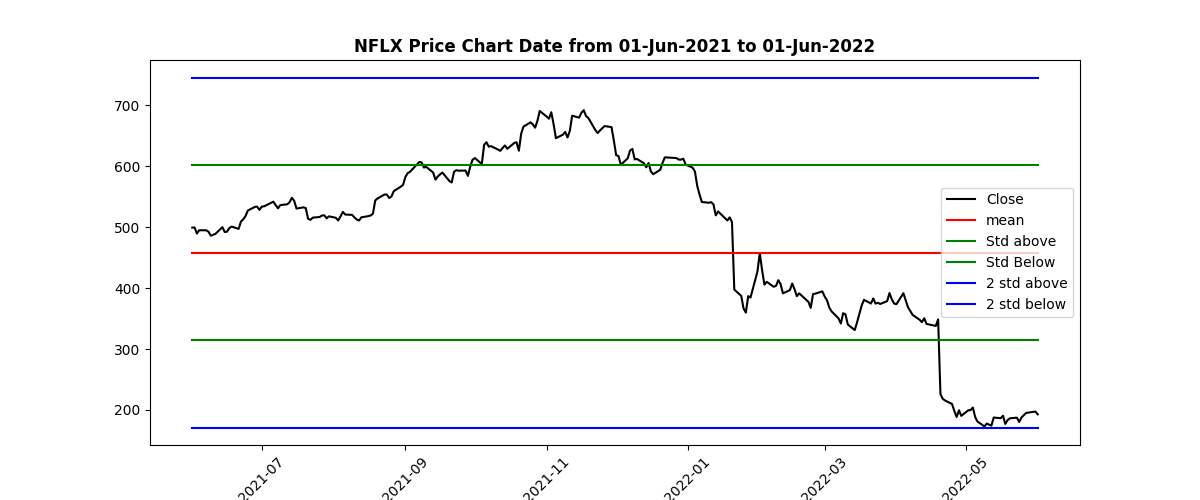 NFLX Price Chart Date from 01-Jun-2021 to 01-Jun-2022
700
600
500
400
300
200
Close
mean
Std above
Std Below
2 std above
2 std below
2021-07
2021-09
2021-11
2022-01
2022-03
2022-05